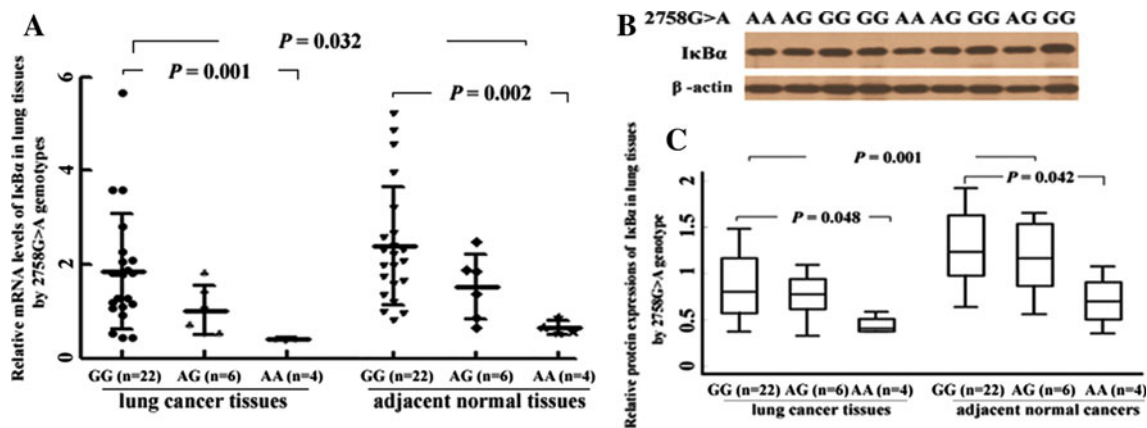 A
P = 0.032
P = 0.001
P = 0.002
Relative mRNA levels of IκBα in lung tissues
by 2758G>A gemotypes
6
4
2
0
GG (n=22) AG (n=6) AA (n=4) GG (n=22) AG (n=6) AA (n=4)
lung cancer tissues adjacent normal tissues
B
2758G>A AA AG GG GG AA AG GG AG GG
IκBα
β -actin
C
P = 0.001
P = 0.042
P = 0.048
Relative protein expressions of IκBα in lung tissues
by 2758G>A genotype
2
1.5
1
0.5
0
GG (n=22) AG (n=6) AA (n=4) GG (n=22) AG (n=6) AA (n=4)
lung cancer tissues adjacent normal cancers